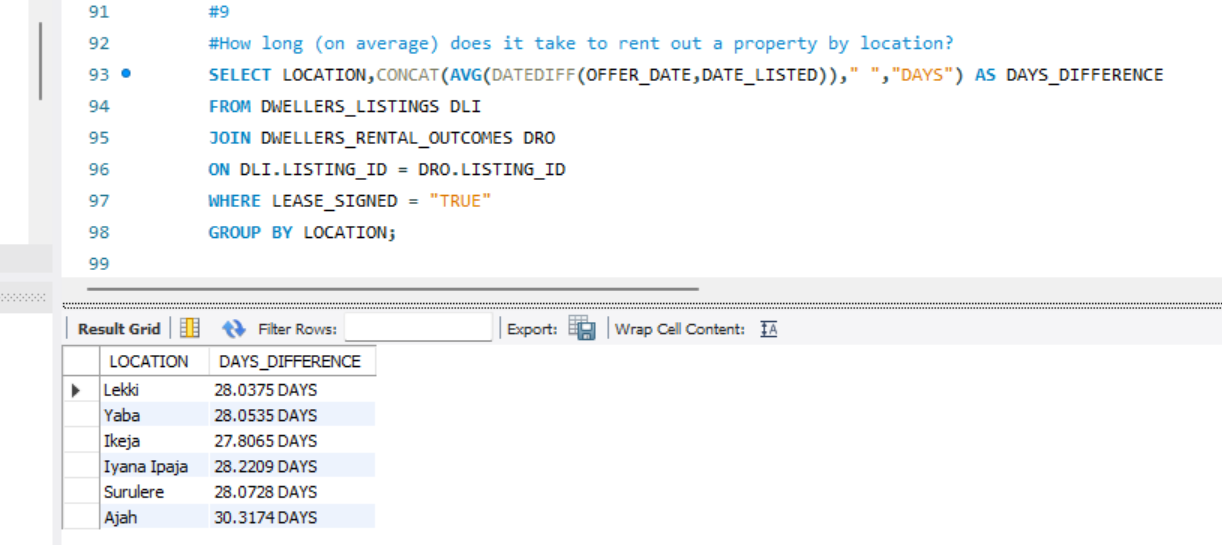 91 #9
92 #How long (on average) does it take to rent out a property by location?
93 SELECT LOCATION,CONCAT(AVG(DATEDIFF(OFFER_DATE,DATE_LISTED))," ","DAYS") AS DAYS_DIFFERENCE
94 FROM DWELLERS_LISTINGS DLI
95 JOIN DWELLERS_RENTAL_OUTCOMES DRO
96 ON DLI.LISTING_ID = DRO.LISTING_ID
97 WHERE LEASE_SIGNED = "TRUE"
98 GROUP BY LOCATION;
99
Result Grid Filter Rows: Export: Wrap Cell Content: IA
LOCATION DAYS_DIFFERENCE
Lekki 28.0375 DAYS
Yaba 28.0535 DAYS
Ikeja 27.8065 DAYS
Iyana Ipaja 28.2209 DAYS
Surulere 28.0728 DAYS
Ajah 30.3174 DAYS